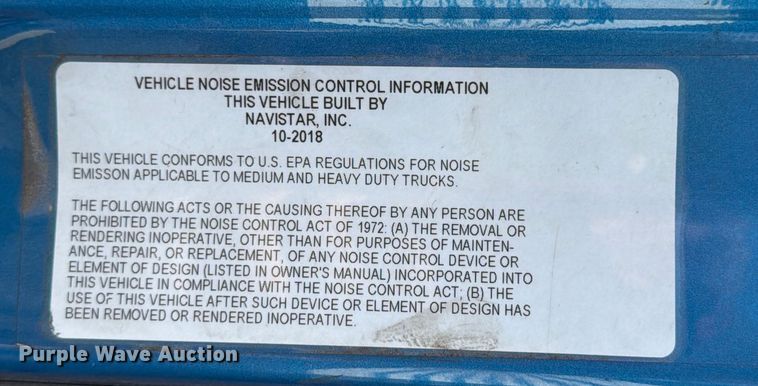 VEHICLE NOISE EMISSION CONTROL INFORMATION
THIS VEHICLE BUILT BY
NAVISTAR, INC.
10-2018
THIS VEHICLE CONFORMS TO U.S. EPA REGULATIONS FOR NOISE
EMISSON APPLICABLE TO MEDIUM AND HEAVY DUTY TRUCKS.
THE FOLLOWING ACTS OR THE CAUSING THEREOF BY ANY PERSON ARE
PROHIBITED BY THE NOISE CONTROL ACT OF 1972: (A) THE REMOVAL OR
RENDERING INOPERATIVE, OTHER THAN FOR PURPOSES OF MAINTEN-
ANCE, REPAIR, OR REPLACEMENT, OF ANY NOISE CONTROL DEVICE OR
ELEMENT OF DESIGN (LISTED IN OWNER'S MANUAL) INCORPORATED INTO
THIS VEHICLE IN COMPLIANCE WITH THE NOISE CONTROL ACT; (B) THE
USE OF THIS VEHICLE AFTER SUCH DEVICE OR ELEMENT OF DESIGN HAS
BEEN REMOVED OR RENDERED INOPERATIVE.
Purple Wave Auction